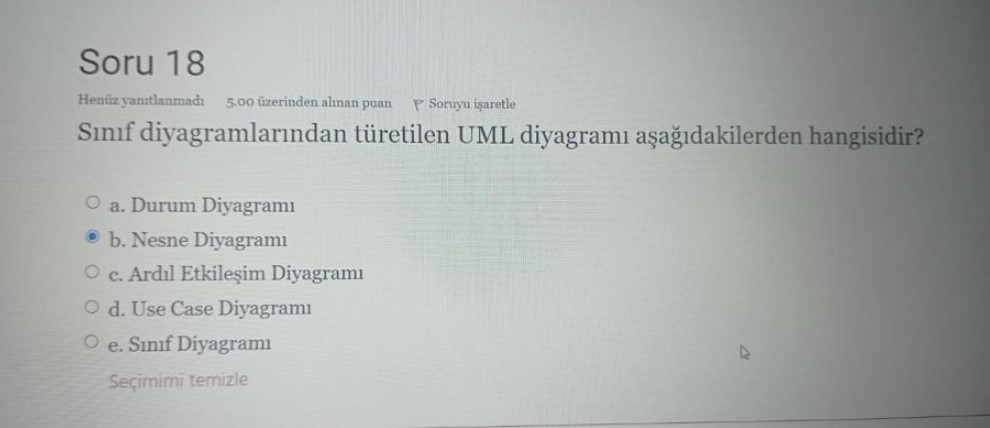 Soru 18
Henüz yanıtlanmadı 5.00 üzerinden alınan puan Soruyu işaretle
Sınıf diyagramlarından türetilen UML diyagramı aşağıdakilerden hangisidir?
a. Durum Diyagramı
b. Nesne Diyagramı
c. Ardıl Etkileşim Diyagramı
d. Use Case Diyagramı
e. Sınıf Diyagramı
Seçimimi temizle